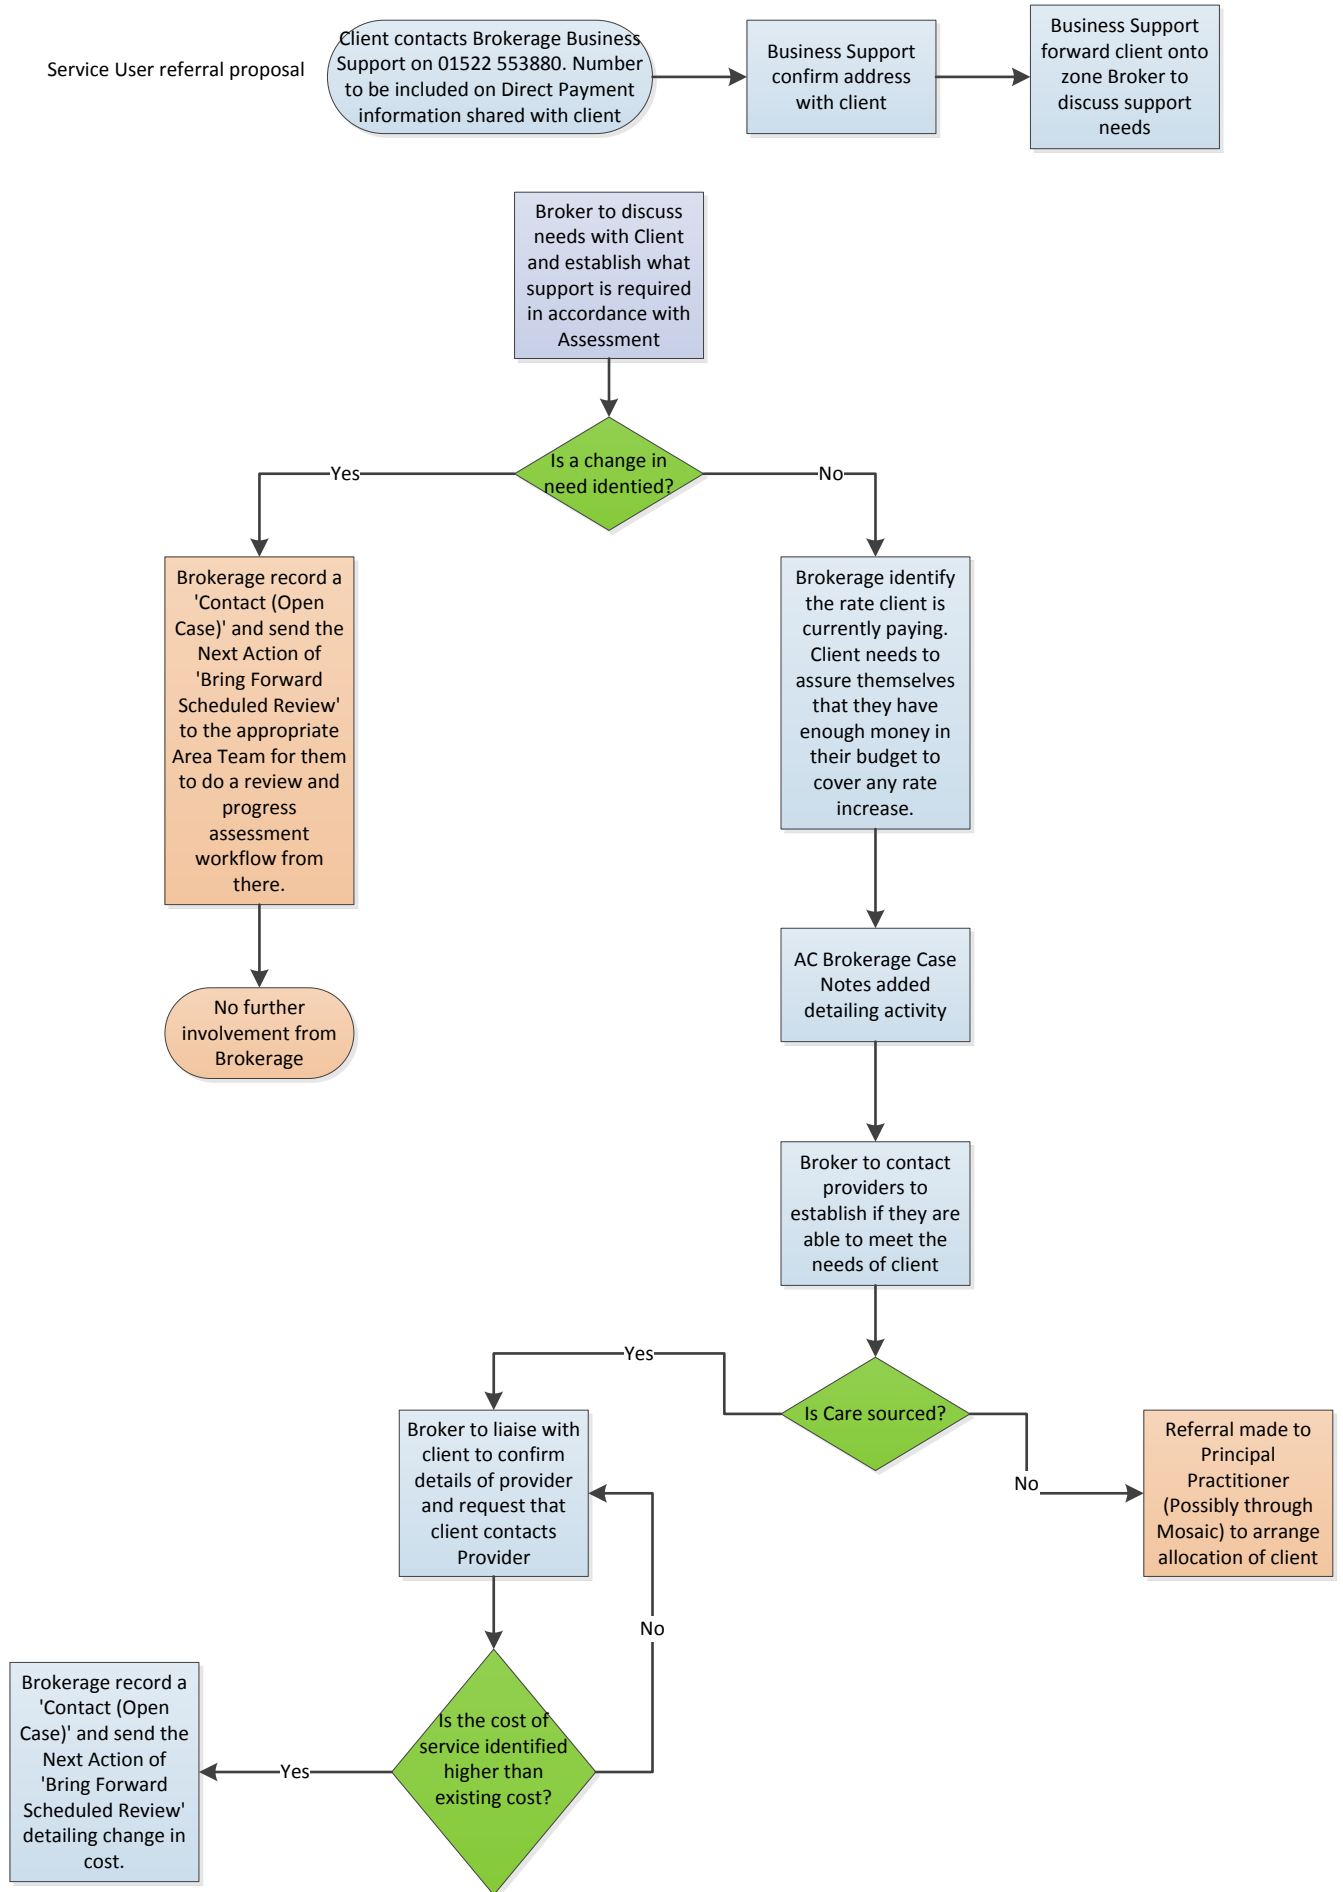 Service User referral proposal
Client contacts Brokerage Business
Support on 01522 553880. Number
to be included on Direct Payment
information shared with client
Business Support
confirm address
with client
Business Support
forward client onto
zone Broker to
discuss support
needs
Broker to discuss
needs with Client
and establish what
support is required
in accordance with
Assessment
Is a change in
need identied?
Yes
No
Brokerage record a
'Contact (Open
Case)' and send the
Next Action of
'Bring Forward
Scheduled Review'
to the appropriate
Area Team for them
to do a review and
progress
assessment
workflow from
there.
No further
involvement from
Brokerage
Brokerage identify
the rate client is
currently paying.
Client needs to
assure themselves
that they have
enough money in
their budget to
cover any rate
increase.
AC Brokerage Case
Notes added
detailing activity
Broker to contact
providers to
establish if they are
able to meet the
needs of client
Is Care sourced?
Yes
No
Referral made to
Principal
Practitioner
(Possibly through
Mosaic) to arrange
allocation of client
Broker to liaise with
client to confirm
details of provider
and request that
client contacts
Provider
Is the cost of
service identified
higher than
existing cost?
No
Yes
Brokerage record a
'Contact (Open
Case)' and send the
Next Action of
'Bring Forward
Scheduled Review'
detailing change in
cost.